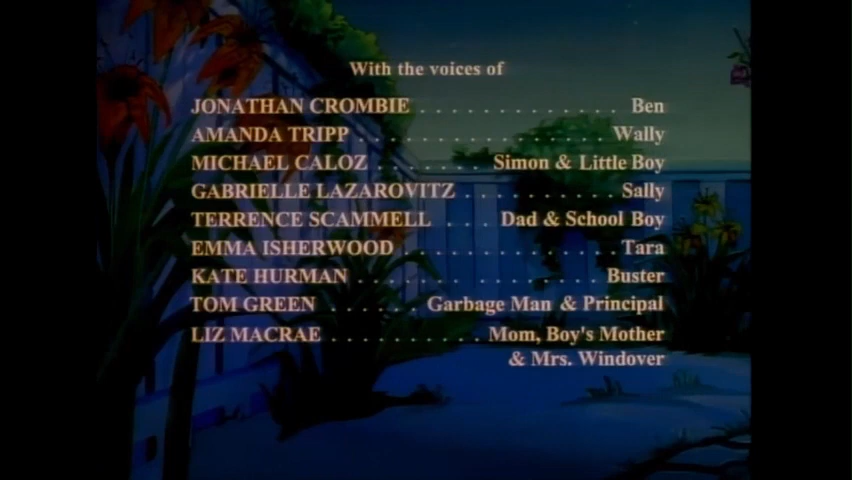 With the voices of
JONATHAN CROMBIE . . . . . . . . . . . . . . Ben
AMANDA TRIPP . . . . . . . . . . . . . . . . . Wally
MICHAEL CALOZ . . . . . . . Simon & Little Boy
GABRIELLE LAZAROVITZ . . . . . . . . . . Sally
TERRENCE SCAMMELL . . . . Dad & School Boy
EMMA ISHERWOOD . . . . . . . . . . . . . . Tara
KATE HURMAN . . . . . . . . . . . . . . . Buster
TOM GREEN . . . . . . Garbage Man & Principal
LIZ MACRAE . . . . . . . . . . Mom, Boy's Mother
& Mrs. Windover